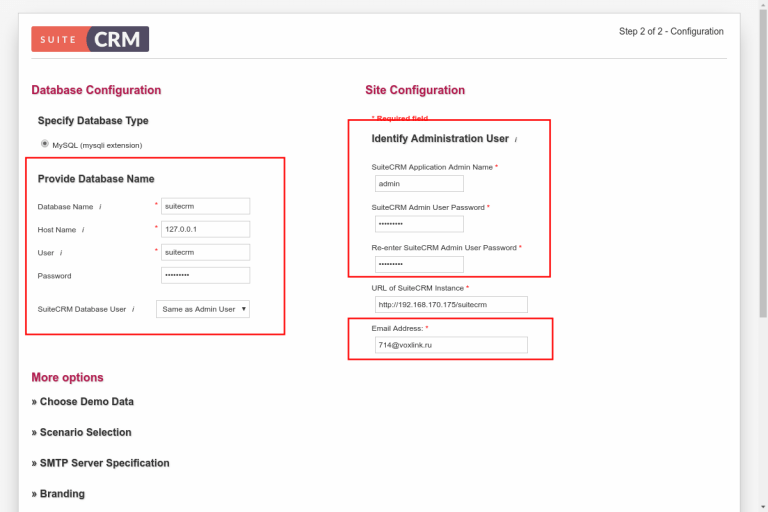 SUITE CRM
Step 2 of 2 - Configuration
Database Configuration
Specify Database Type
MySQL (mysqli extension)
Provide Database Name
Database Name i * suitecrm
Host Name i * 127.0.0.1
User i * suitecrm
Password •••••••••
SuiteCRM Database User i Same as Admin User ▼
Site Configuration
* Required field
Identify Administration User i
SuiteCRM Application Admin Name *
admin
SuiteCRM Admin User Password *
•••••••••
Re-enter SuiteCRM Admin User Password *
•••••••••
URL of SuiteCRM Instance *
http://192.168.170.175/suitecrm
Email Address: *
714@voxlink.ru
More options
» Choose Demo Data
» Scenario Selection
» SMTP Server Specification
» Branding